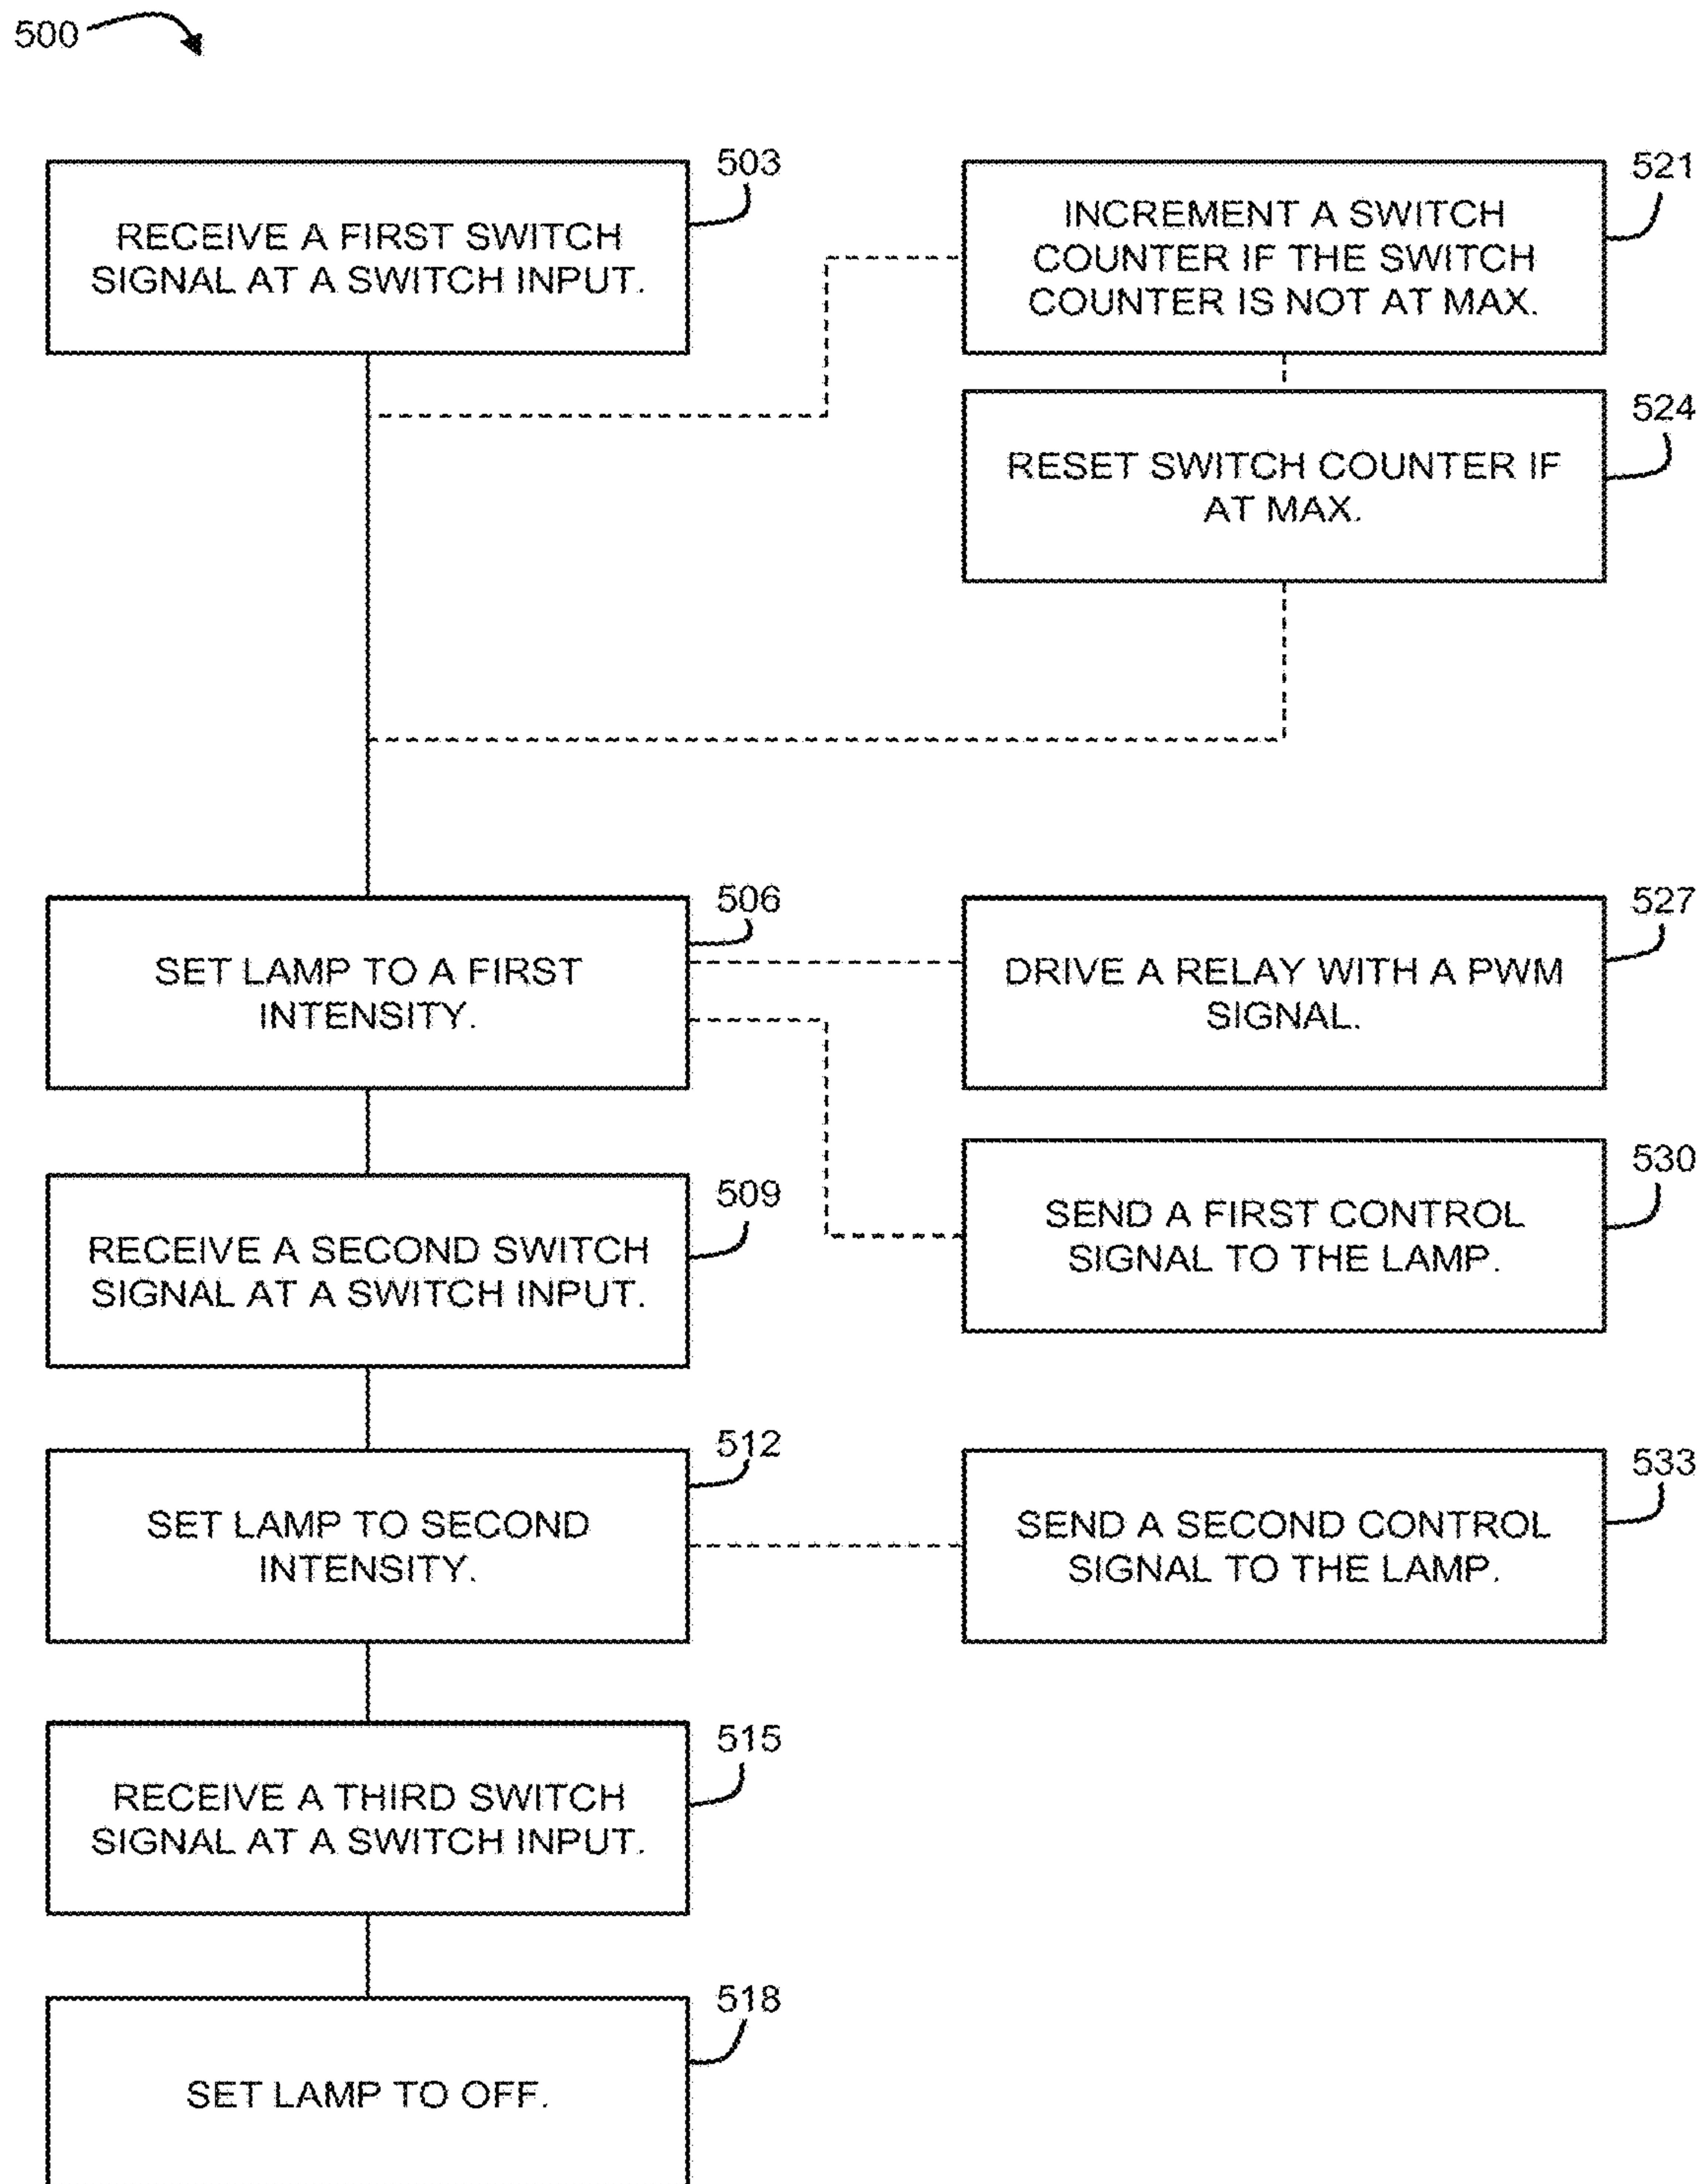 500
503
RECEIVE A FIRST SWITCH
SIGNAL AT A SWITCH INPUT.
521
INCREMENT A SWITCH
COUNTER IF THE SWITCH
COUNTER IS NOT AT MAX.
524
RESET SWITCH COUNTER IF
AT MAX.
506
SET LAMP TO A FIRST
INTENSITY.
527
DRIVE A RELAY WITH A PWM
SIGNAL.
530
SEND A FIRST CONTROL
SIGNAL TO THE LAMP.
509
RECEIVE A SECOND SWITCH
SIGNAL AT A SWITCH INPUT.
512
SET LAMP TO SECOND
INTENSITY.
533
SEND A SECOND CONTROL
SIGNAL TO THE LAMP.
515
RECEIVE A THIRD SWITCH
SIGNAL AT A SWITCH INPUT.
518
SET LAMP TO OFF.